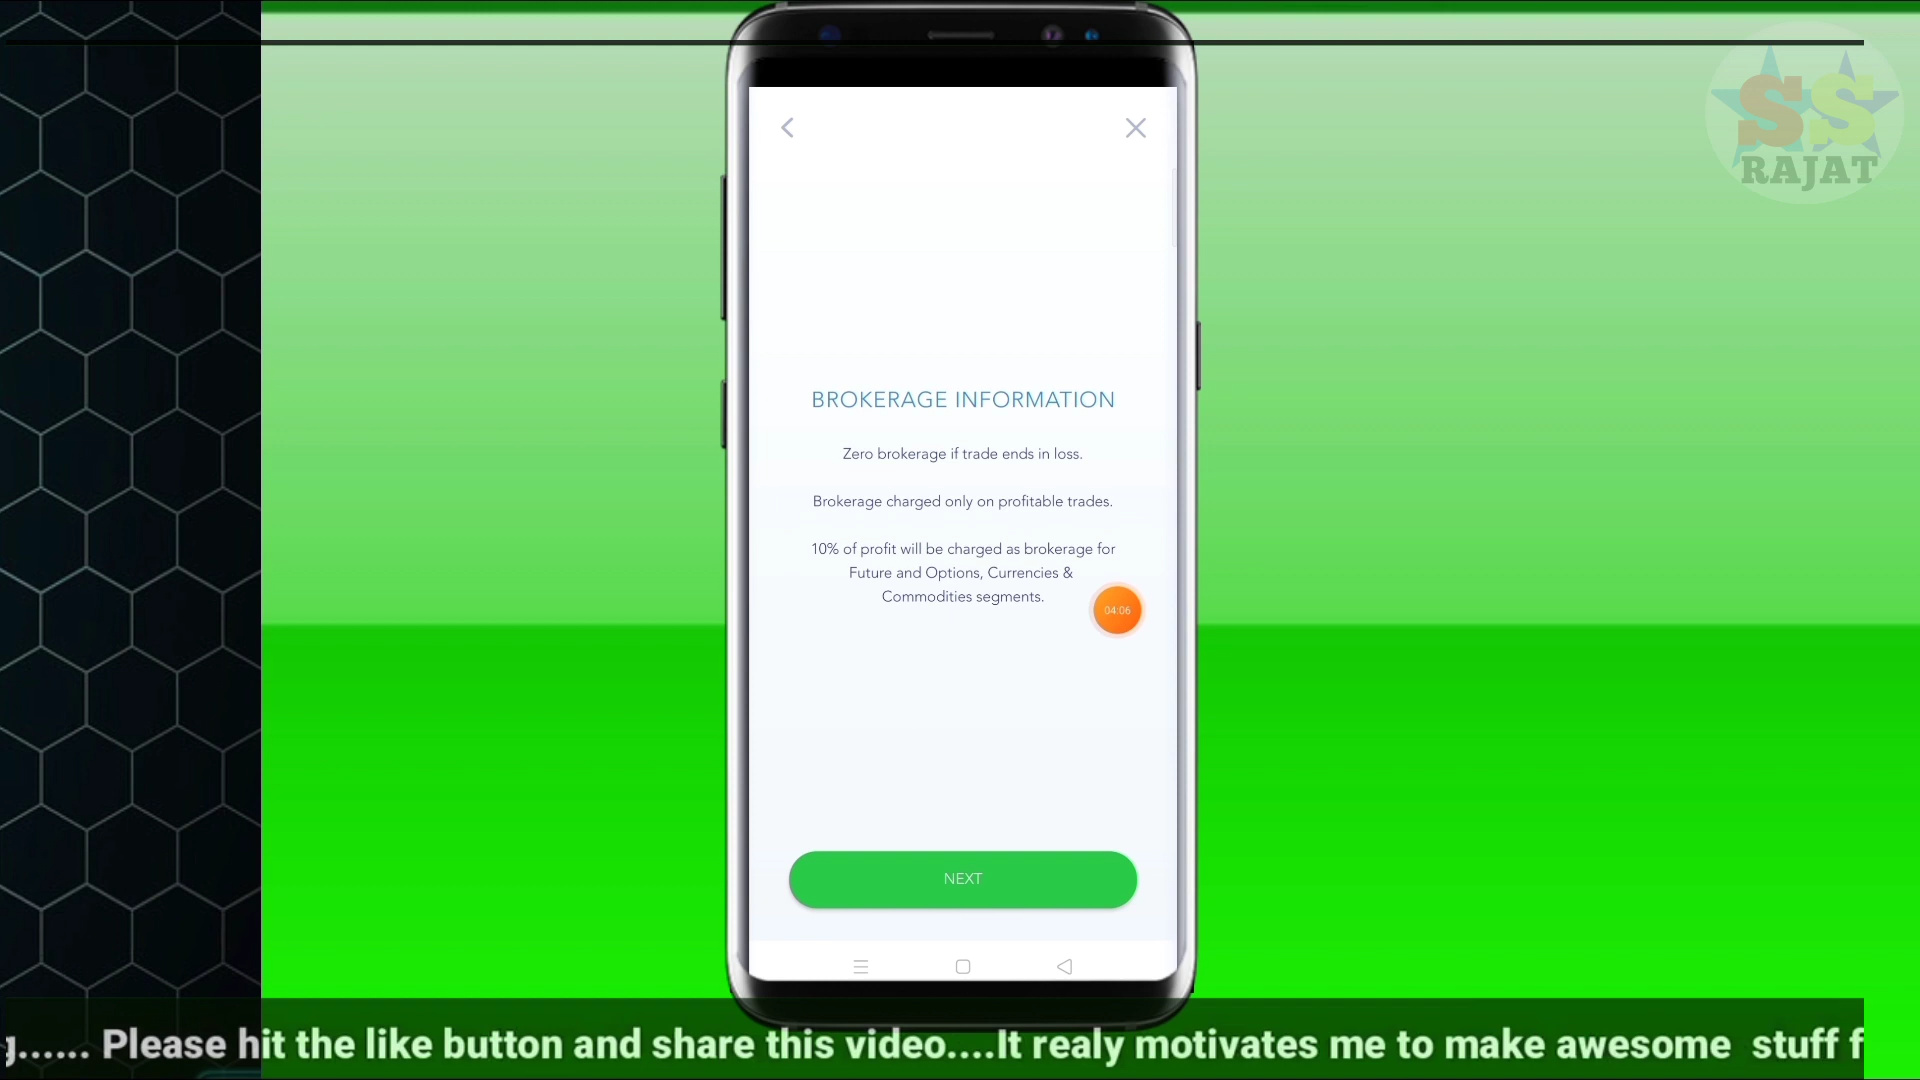 SS
RAJAT
BROKERAGE INFORMATION
Zero brokerage if trade ends in loss.
Brokerage charged only on profitable trades.
10% of profit will be charged as brokerage for
Future and Options, Currencies &
Commodities segments.
04:06
NEXT
...... Please hit the like button and share this video....It realy motivates me to make awesome stuff